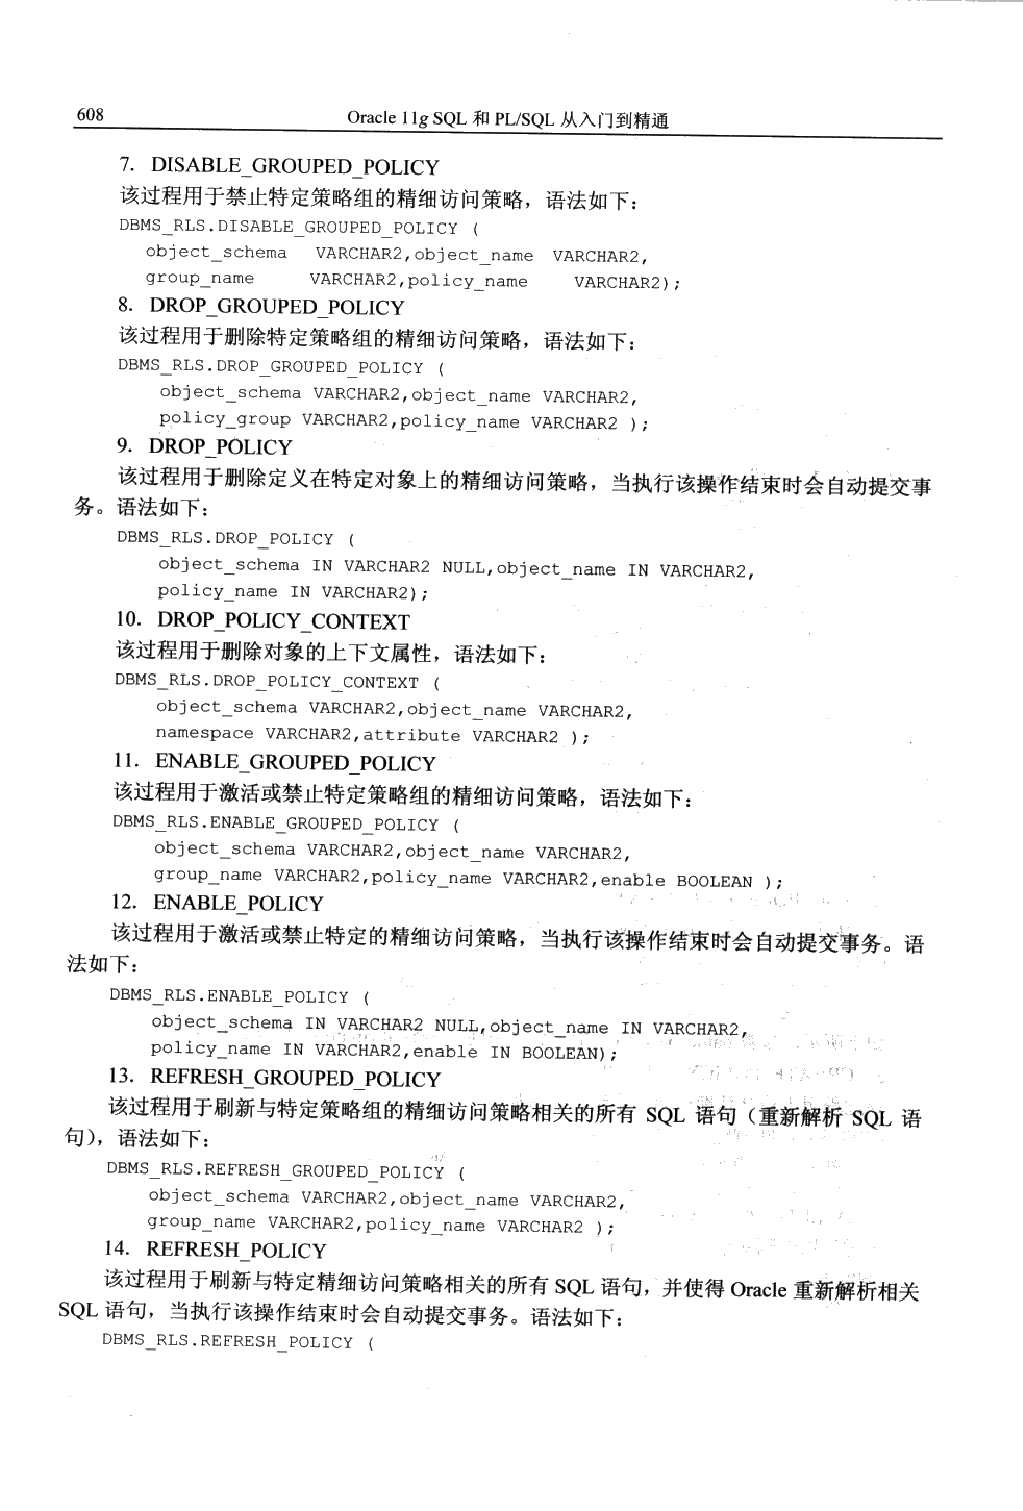 608
Oracle 11g SQL 和 PL/SQL 从入门到精通
7. DISABLE_GROUPED_POLICY
该过程用于禁止特定策略组的精细访问策略，语法如下：
DBMS_RLS.DISABLE_GROUPED_POLICY (
object_schema VARCHAR2,object_name VARCHAR2,
group_name VARCHAR2,policy_name VARCHAR2);
8. DROP_GROUPED_POLICY
该过程用于删除特定策略组的精细访问策略，语法如下：
DBMS_RLS.DROP_GROUPED_POLICY (
object_schema VARCHAR2,object_name VARCHAR2,
policy_group VARCHAR2,policy_name VARCHAR2 );
9. DROP_POLICY
该过程用于删除定义在特定对象上的精细访问策略，当执行该操作结束时会自动提交事
务。语法如下：
DBMS_RLS.DROP_POLICY (
object_schema IN VARCHAR2 NULL,object_name IN VARCHAR2,
policy_name IN VARCHAR2);
10. DROP_POLICY_CONTEXT
该过程用于删除对象的上下文属性，语法如下：
DBMS_RLS.DROP_POLICY_CONTEXT (
object_schema VARCHAR2,object_name VARCHAR2,
namespace VARCHAR2,attribute VARCHAR2 );
11. ENABLE_GROUPED_POLICY
该过程用于激活或禁止特定策略组的精细访问策略，语法如下：
DBMS_RLS.ENABLE_GROUPED_POLICY (
object_schema VARCHAR2,object_name VARCHAR2,
group_name VARCHAR2,policy_name VARCHAR2,enable BOOLEAN );
12. ENABLE_POLICY
该过程用于激活或禁止特定的精细访问策略，当执行该操作结束时会自动提交事务。语
法如下：
DBMS_RLS.ENABLE_POLICY (
object_schema IN VARCHAR2 NULL,object_name IN VARCHAR2,
policy_name IN VARCHAR2,enable IN BOOLEAN);
13. REFRESH_GROUPED_POLICY
该过程用于刷新与特定策略组的精细访问策略相关的所有 SQL 语句（重新解析 SQL 语
句），语法如下：
DBMS_RLS.REFRESH_GROUPED_POLICY (
object_schema VARCHAR2,object_name VARCHAR2,
group_name VARCHAR2,policy_name VARCHAR2 );
14. REFRESH_POLICY
该过程用于刷新与特定精细访问策略相关的所有 SQL 语句，并使得 Oracle 重新解析相关
SQL 语句，当执行该操作结束时会自动提交事务。语法如下：
DBMS_RLS.REFRESH_POLICY (